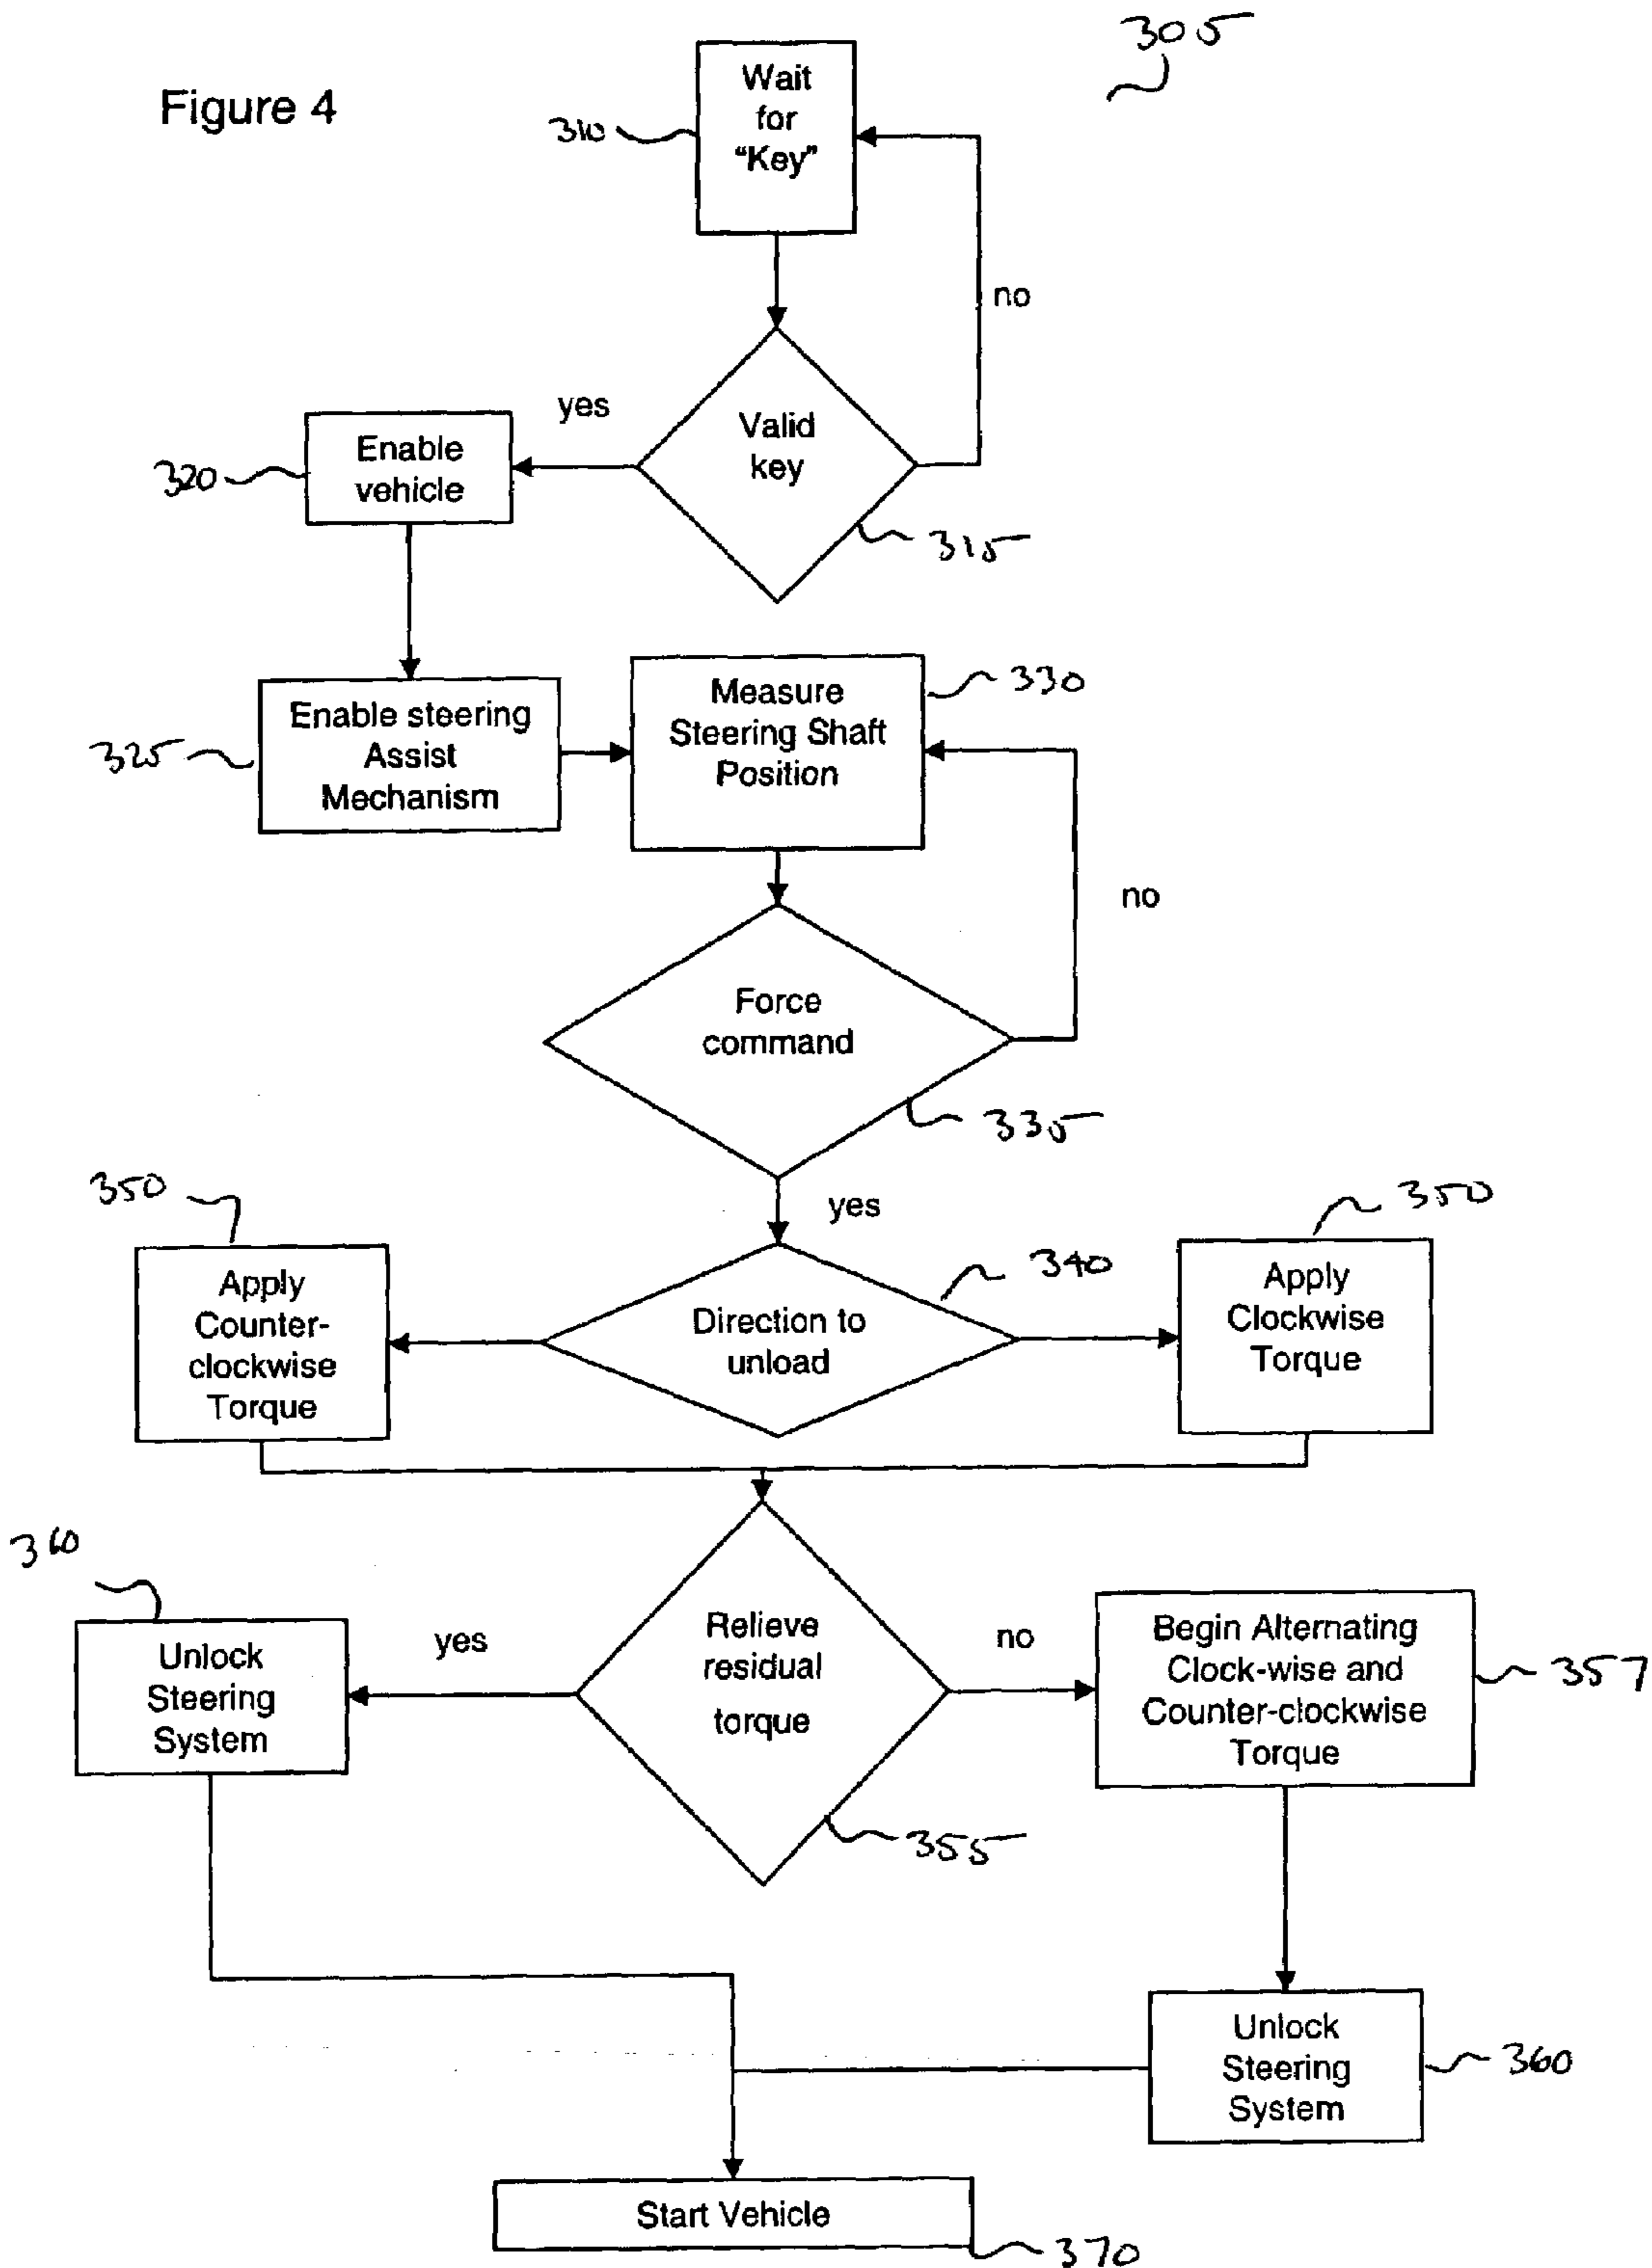 305
Figure 4
Wait
for
“Key”
310
no
yes
Valid
key
Enable
vehicle
320
315
Measure
Steering Shaft
Position
330
Enable steering
Assist
Mechanism
325
no
Force
command
335
350
350
yes
340
Apply
Counter-
clockwise
Torque
Direction to
unload
Apply
Clockwise
Torque
360
Unlock
Steering
System
yes
Relieve
residual
torque
no
Begin Alternating
Clock-wise and
Counter-clockwise
Torque
357
355
Unlock
Steering
System
360
Start Vehicle
370